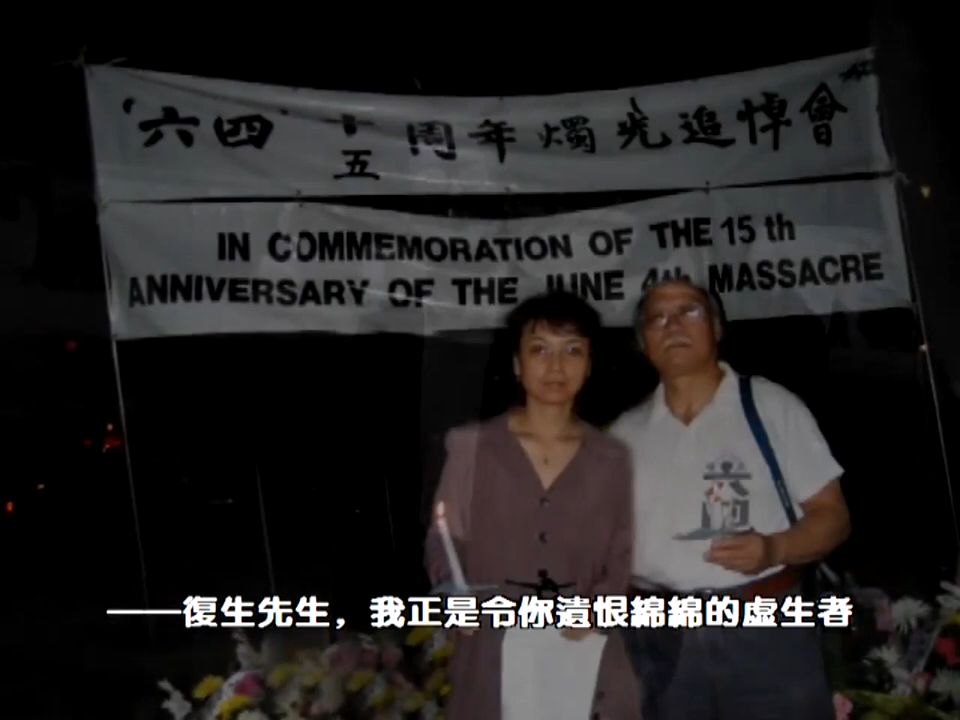 '六四'十五周年燭光追悼會
IN COMMEMORATION OF THE 15 th
ANNIVERSARY OF THE JUNE 4th MASSACRE
六四
——復生先生，我正是令你遺恨綿綿的虛生者